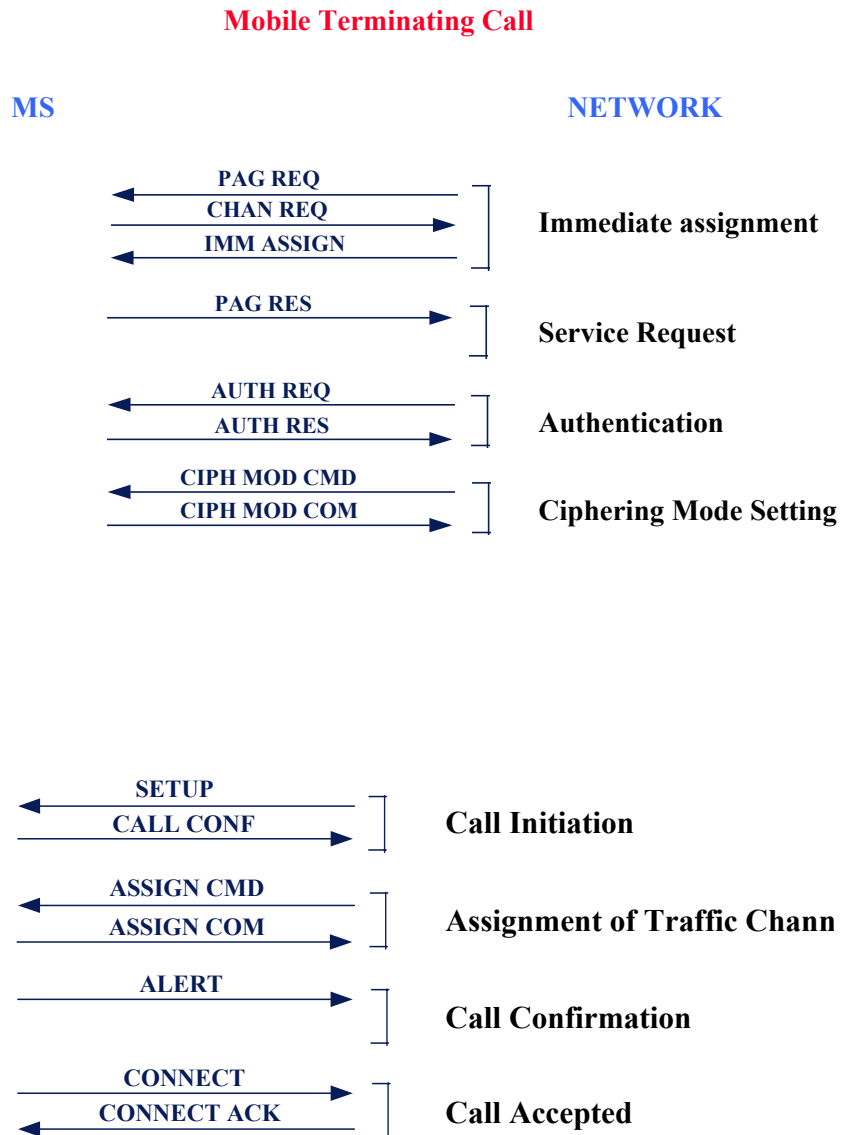 Mobile Terminating Call
MS NETWORK
PAG REQ
CHAN REQ
IMM ASSIGN
Immediate assignment
PAG RES
Service Request
AUTH REQ
AUTH RES
Authentication
CIPH MOD CMD
CIPH MOD COM
Ciphering Mode Setting
SETUP
CALL CONF
Call Initiation
ASSIGN CMD
ASSIGN COM
Assignment of Traffic Chann
ALERT
Call Confirmation
CONNECT
CONNECT ACK
Call Accepted